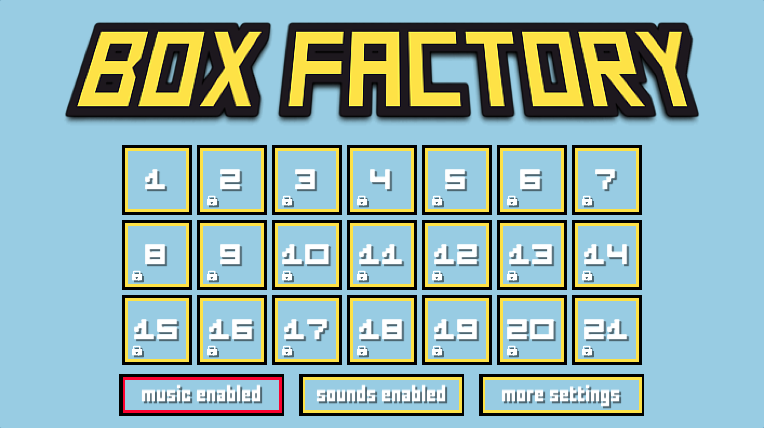 BOX FACTORY
1 2 3 4 5 6 7
8 9 10 11 12 13 14
15 16 17 18 19 20 21
music enabled sounds enabled more settings